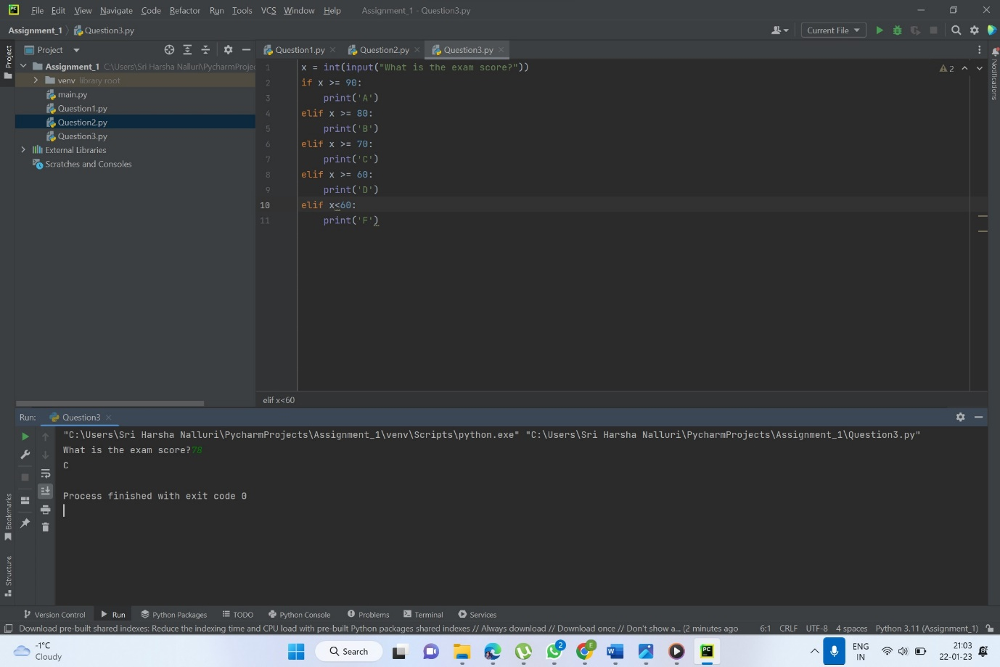 PC File Edit View Navigate Code Refactor Run Tools VCS Window Help Assignment_1 - Question3.py
Assignment_1 Question3.py Current File
Project
Project
Question1.py Question2.py Question3.py
Notifications
Assignment_1 C:\Users\Sri Harsha Nalluri\PycharmProjec
venv library root
main.py
Question1.py
Question2.py
Question3.py
External Libraries
Scratches and Consoles
1 x = int(input("What is the exam score?"))
2
2 if x >= 90:
3 print('A')
4 elif x >= 80:
5 print('B')
6 elif x >= 70:
7 print('C')
8 elif x >= 60:
9 print('D')
10 elif x<60:
11 print('F')
elif x<60
Run: Question3
"C:\Users\Sri Harsha Nalluri\PycharmProjects\Assignment_1\venv\Scripts\python.exe" "C:\Users\Sri Harsha Nalluri\PycharmProjects\Assignment_1\Question3.py"
What is the exam score?78
C
Process finished with exit code 0
Bookmarks
Structure
Version Control Run Python Packages TODO Python Console Problems Terminal Services
Download pre-built shared indexes: Reduce the indexing time and CPU load with pre-built Python packages shared indexes // Always download // Download once // Don't show a... (2 minutes ago 6:1 CRLF UTF-8 4 spaces Python 3.11 (Assignment_1)
-1°C
Cloudy
Search
2
E
PC
ENG
IN
21:03
22-01-23